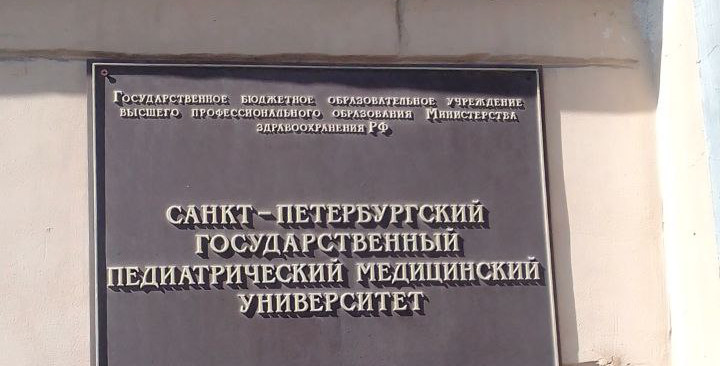 Государственное бюджетное образовательное учреждение
высшего профессионального образования Министерства
здравоохранения РФ
САНКТ-ПЕТЕРБУРГСКИЙ
ГОСУДАРСТВЕННЫЙ
ПЕДИАТРИЧЕСКИЙ МЕДИЦИНСКИЙ
УНИВЕРСИТЕТ